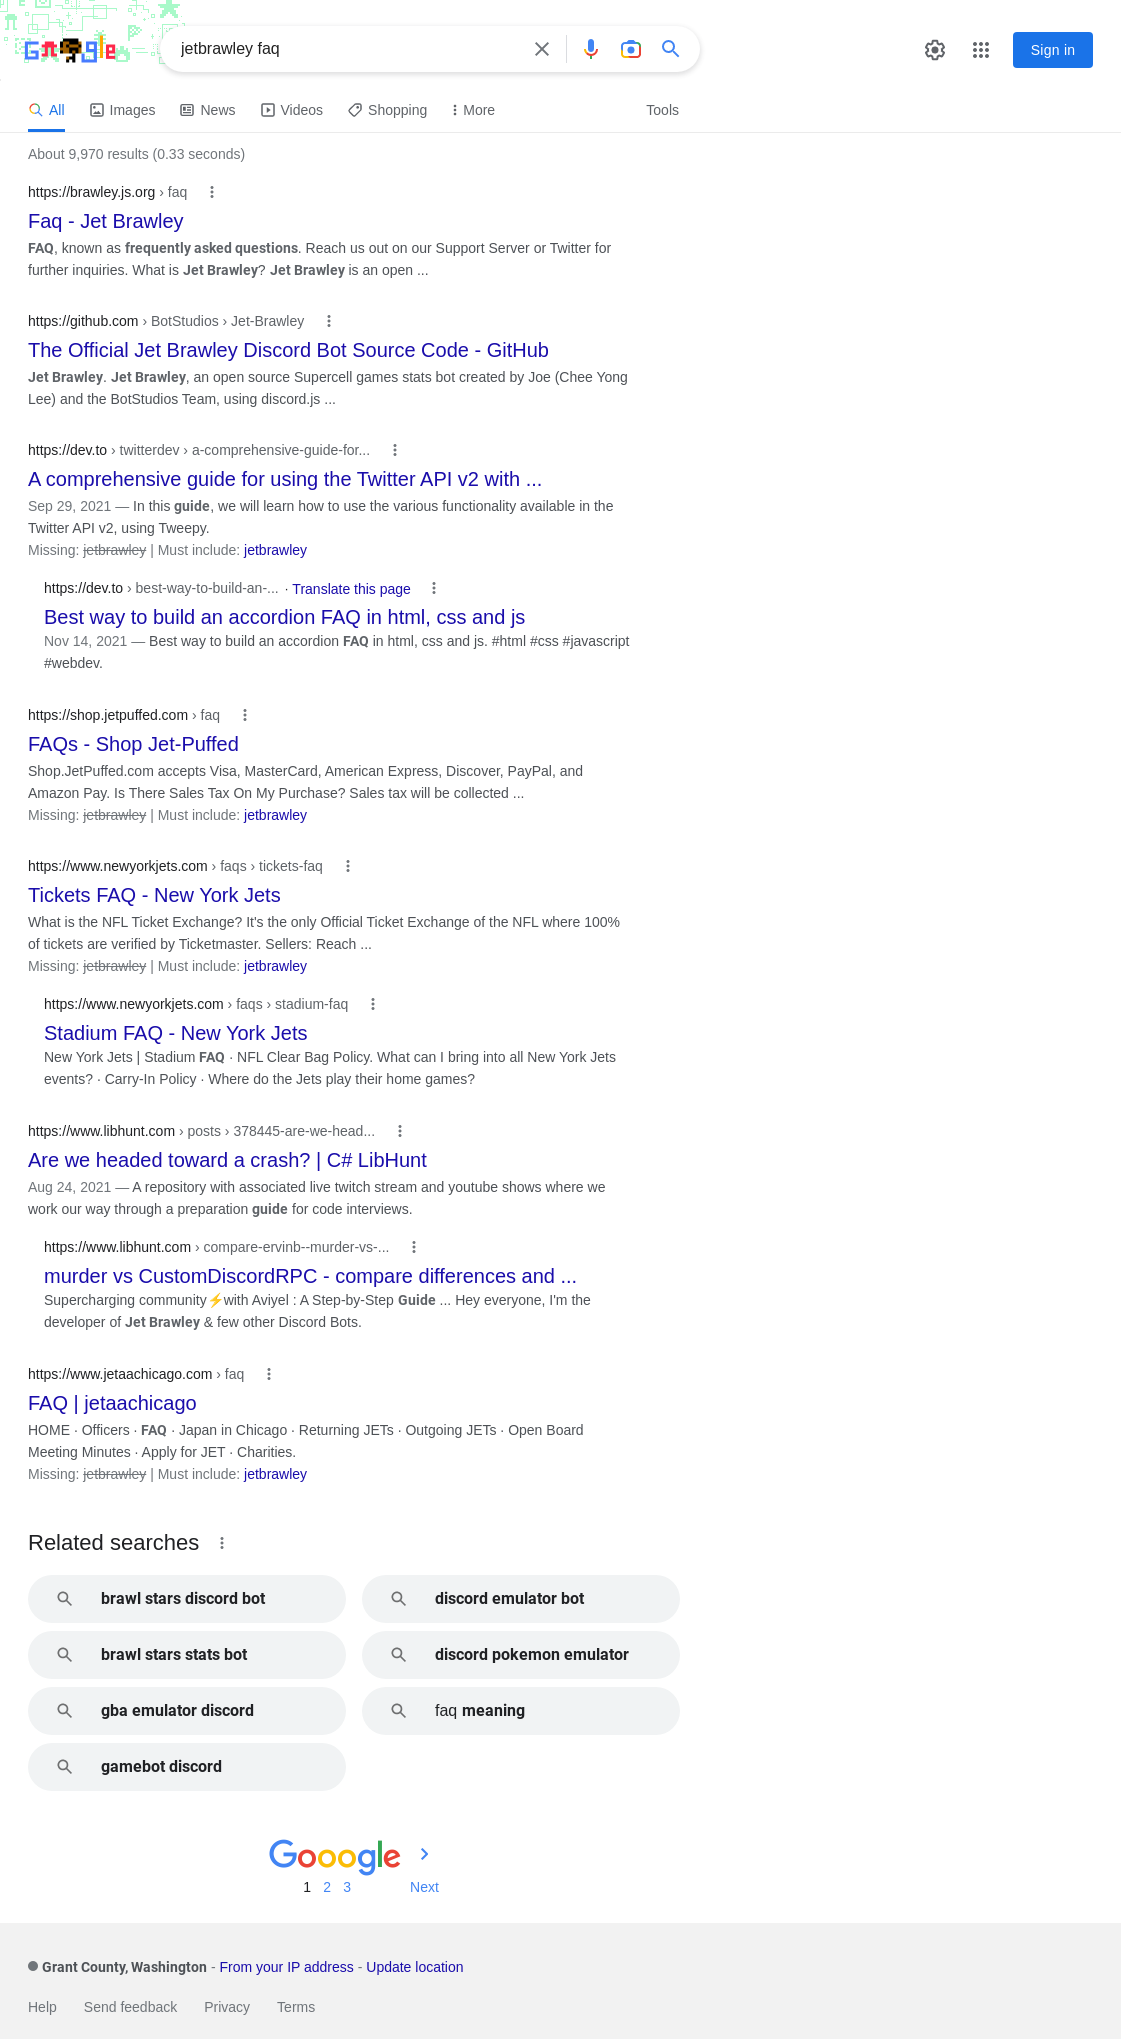 Google
jetbrawley faq
Sign in
All Images News Videos Shopping More Tools
About 9,970 results (0.33 seconds)
https://brawley.js.org › faq
Faq - Jet Brawley
FAQ, known as frequently asked questions. Reach us out on our Support Server or Twitter for
further inquiries. What is Jet Brawley? Jet Brawley is an open ...
https://github.com › BotStudios › Jet-Brawley
The Official Jet Brawley Discord Bot Source Code - GitHub
Jet Brawley. Jet Brawley, an open source Supercell games stats bot created by Joe (Chee Yong
Lee) and the BotStudios Team, using discord.js ...
https://dev.to › twitterdev › a-comprehensive-guide-for...
A comprehensive guide for using the Twitter API v2 with ...
Sep 29, 2021 — In this guide, we will learn how to use the various functionality available in the
Twitter API v2, using Tweepy.
Missing: jetbrawley | Must include: jetbrawley
https://dev.to › best-way-to-build-an-... · Translate this page
Best way to build an accordion FAQ in html, css and js
Nov 14, 2021 — Best way to build an accordion FAQ in html, css and js. #html #css #javascript
#webdev.
https://shop.jetpuffed.com › faq
FAQs - Shop Jet-Puffed
Shop.JetPuffed.com accepts Visa, MasterCard, American Express, Discover, PayPal, and
Amazon Pay. Is There Sales Tax On My Purchase? Sales tax will be collected ...
Missing: jetbrawley | Must include: jetbrawley
https://www.newyorkjets.com › faqs › tickets-faq
Tickets FAQ - New York Jets
What is the NFL Ticket Exchange? It's the only Official Ticket Exchange of the NFL where 100%
of tickets are verified by Ticketmaster. Sellers: Reach ...
Missing: jetbrawley | Must include: jetbrawley
https://www.newyorkjets.com › faqs › stadium-faq
Stadium FAQ - New York Jets
New York Jets | Stadium FAQ · NFL Clear Bag Policy. What can I bring into all New York Jets
events? · Carry-In Policy · Where do the Jets play their home games?
https://www.libhunt.com › posts › 378445-are-we-head...
Are we headed toward a crash? | C# LibHunt
Aug 24, 2021 — A repository with associated live twitch stream and youtube shows where we
work our way through a preparation guide for code interviews.
https://www.libhunt.com › compare-ervinb--murder-vs-...
murder vs CustomDiscordRPC - compare differences and ...
Supercharging community⚡with Aviyel : A Step-by-Step Guide ... Hey everyone, I'm the
developer of Jet Brawley & few other Discord Bots.
https://www.jetaachicago.com › faq
FAQ | jetaachicago
HOME · Officers · FAQ · Japan in Chicago · Returning JETs · Outgoing JETs · Open Board
Meeting Minutes · Apply for JET · Charities.
Missing: jetbrawley | Must include: jetbrawley
Related searches
brawl stars discord bot
discord emulator bot
brawl stars stats bot
discord pokemon emulator
gba emulator discord
faq meaning
gamebot discord
Gooogle
1 2 3 Next
Grant County, Washington - From your IP address - Update location
Help Send feedback Privacy Terms